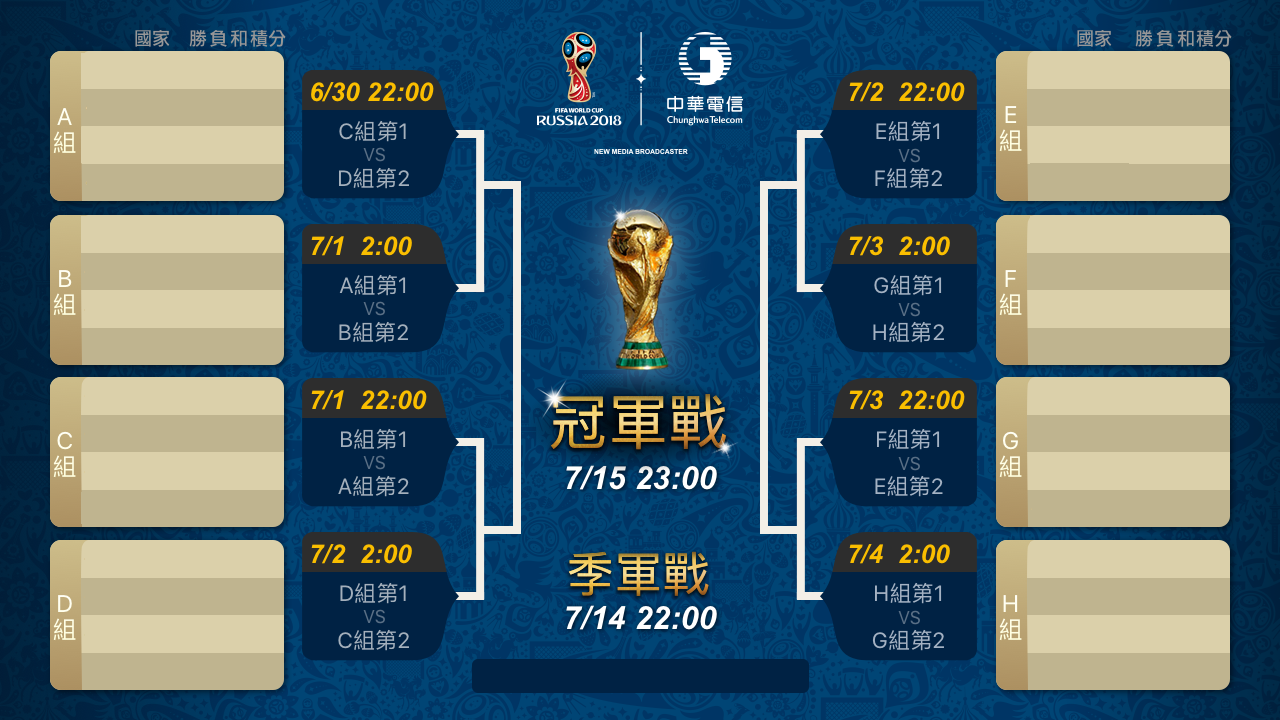 國家 勝負和積分
A組
B組
C組
D組
6/30 22:00
C組第1
VS
D組第2
7/1 2:00
A組第1
VS
B組第2
7/1 22:00
B組第1
VS
A組第2
7/2 2:00
D組第1
VS
C組第2
FIFA WORLD CUP
RUSSIA 2018
中華電信
Chunghwa Telecom
NEW MEDIA BROADCASTER
冠軍戰
7/15 23:00
季軍戰
7/14 22:00
7/2 22:00
E組第1
VS
F組第2
7/3 2:00
G組第1
VS
H組第2
7/3 22:00
F組第1
VS
E組第2
7/4 2:00
H組第1
VS
G組第2
國家 勝負和積分
E組
F組
G組
H組